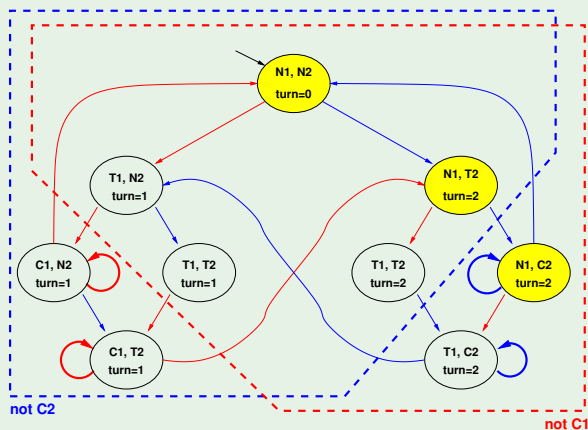 N1, N2
turn=0
T1, N2
turn=1
N1, T2
turn=2
C1, N2
turn=1
T1, T2
turn=1
T1, T2
turn=2
N1, C2
turn=2
C1, T2
turn=1
T1, C2
turn=2
not C2
not C1